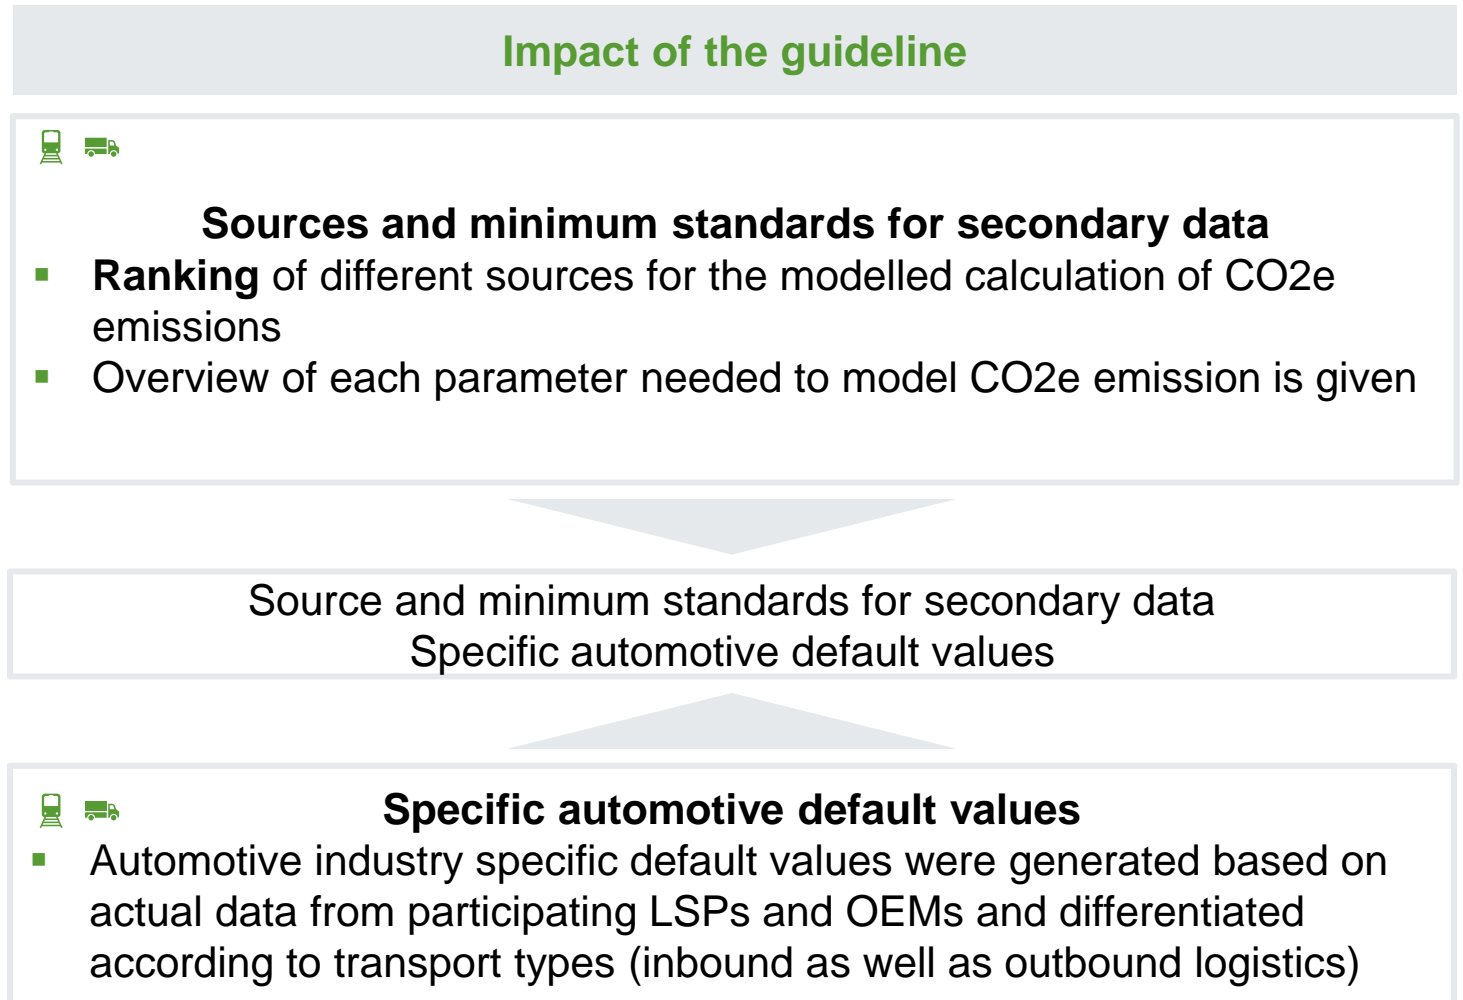 Impact of the guideline
Sources and minimum standards for secondary data
▪ Ranking of different sources for the modelled calculation of CO2e
emissions
▪ Overview of each parameter needed to model CO2e emission is given
Source and minimum standards for secondary data
Specific automotive default values
Specific automotive default values
▪ Automotive industry specific default values were generated based on
actual data from participating LSPs and OEMs and differentiated
according to transport types (inbound as well as outbound logistics)